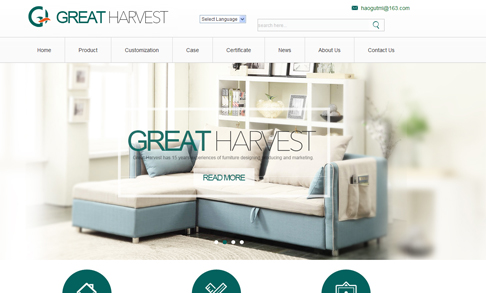 GREAT HARVEST
haoguitml@163.com
Select Language
search here...
Home Product Customization Case Certificate News About Us Contact Us
GREAT HARVEST
Great Harvest has 15 years experiences of furniture designing, producing and marketing.
READ MORE